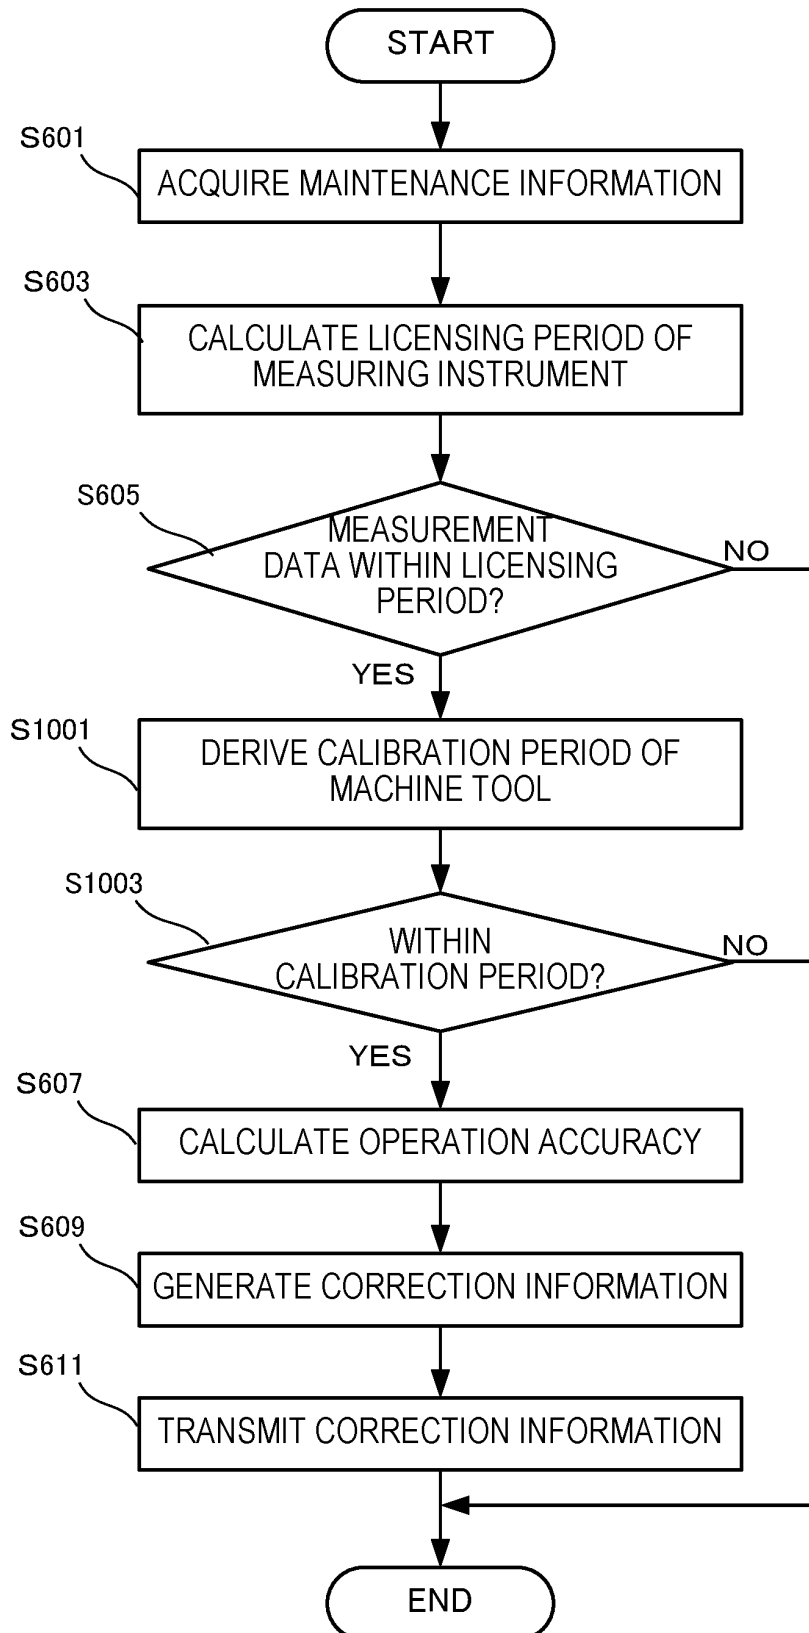 START
S601
ACQUIRE MAINTENANCE INFORMATION
S603
CALCULATE LICENSING PERIOD OF
MEASURING INSTRUMENT
S605
MEASUREMENT
DATA WITHIN LICENSING
PERIOD?
NO
YES
S1001
DERIVE CALIBRATION PERIOD OF
MACHINE TOOL
S1003
WITHIN
CALIBRATION PERIOD?
NO
YES
S607
CALCULATE OPERATION ACCURACY
S609
GENERATE CORRECTION INFORMATION
S611
TRANSMIT CORRECTION INFORMATION
END